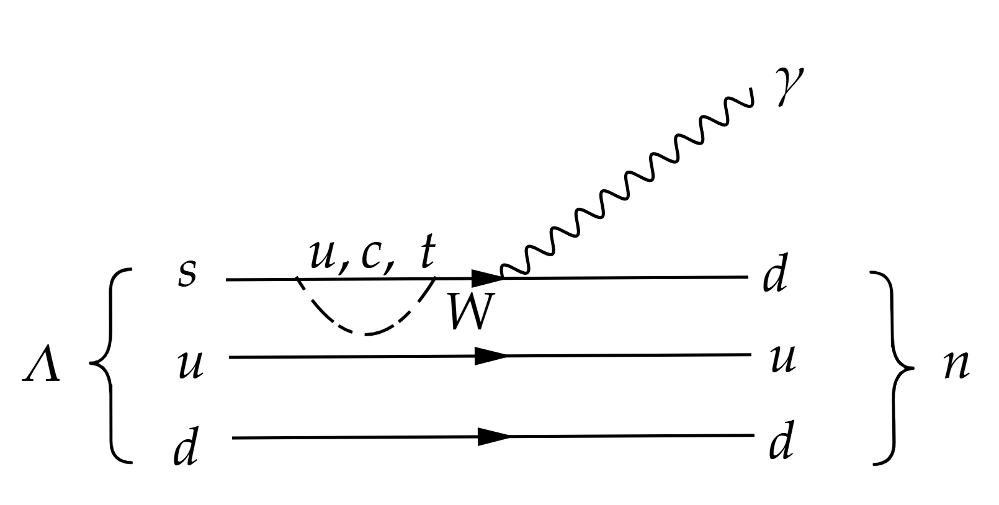 γ
u, c, t
s d
W
Λ u u n
d d